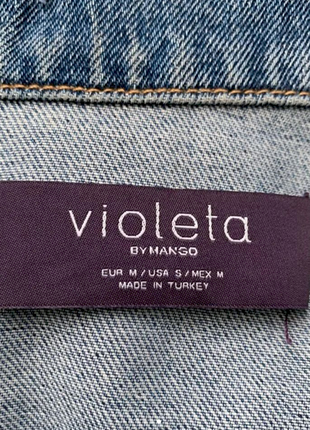 violeta
BY MANGO
EUR M / USA S / MEX M
MADE IN TURKEY